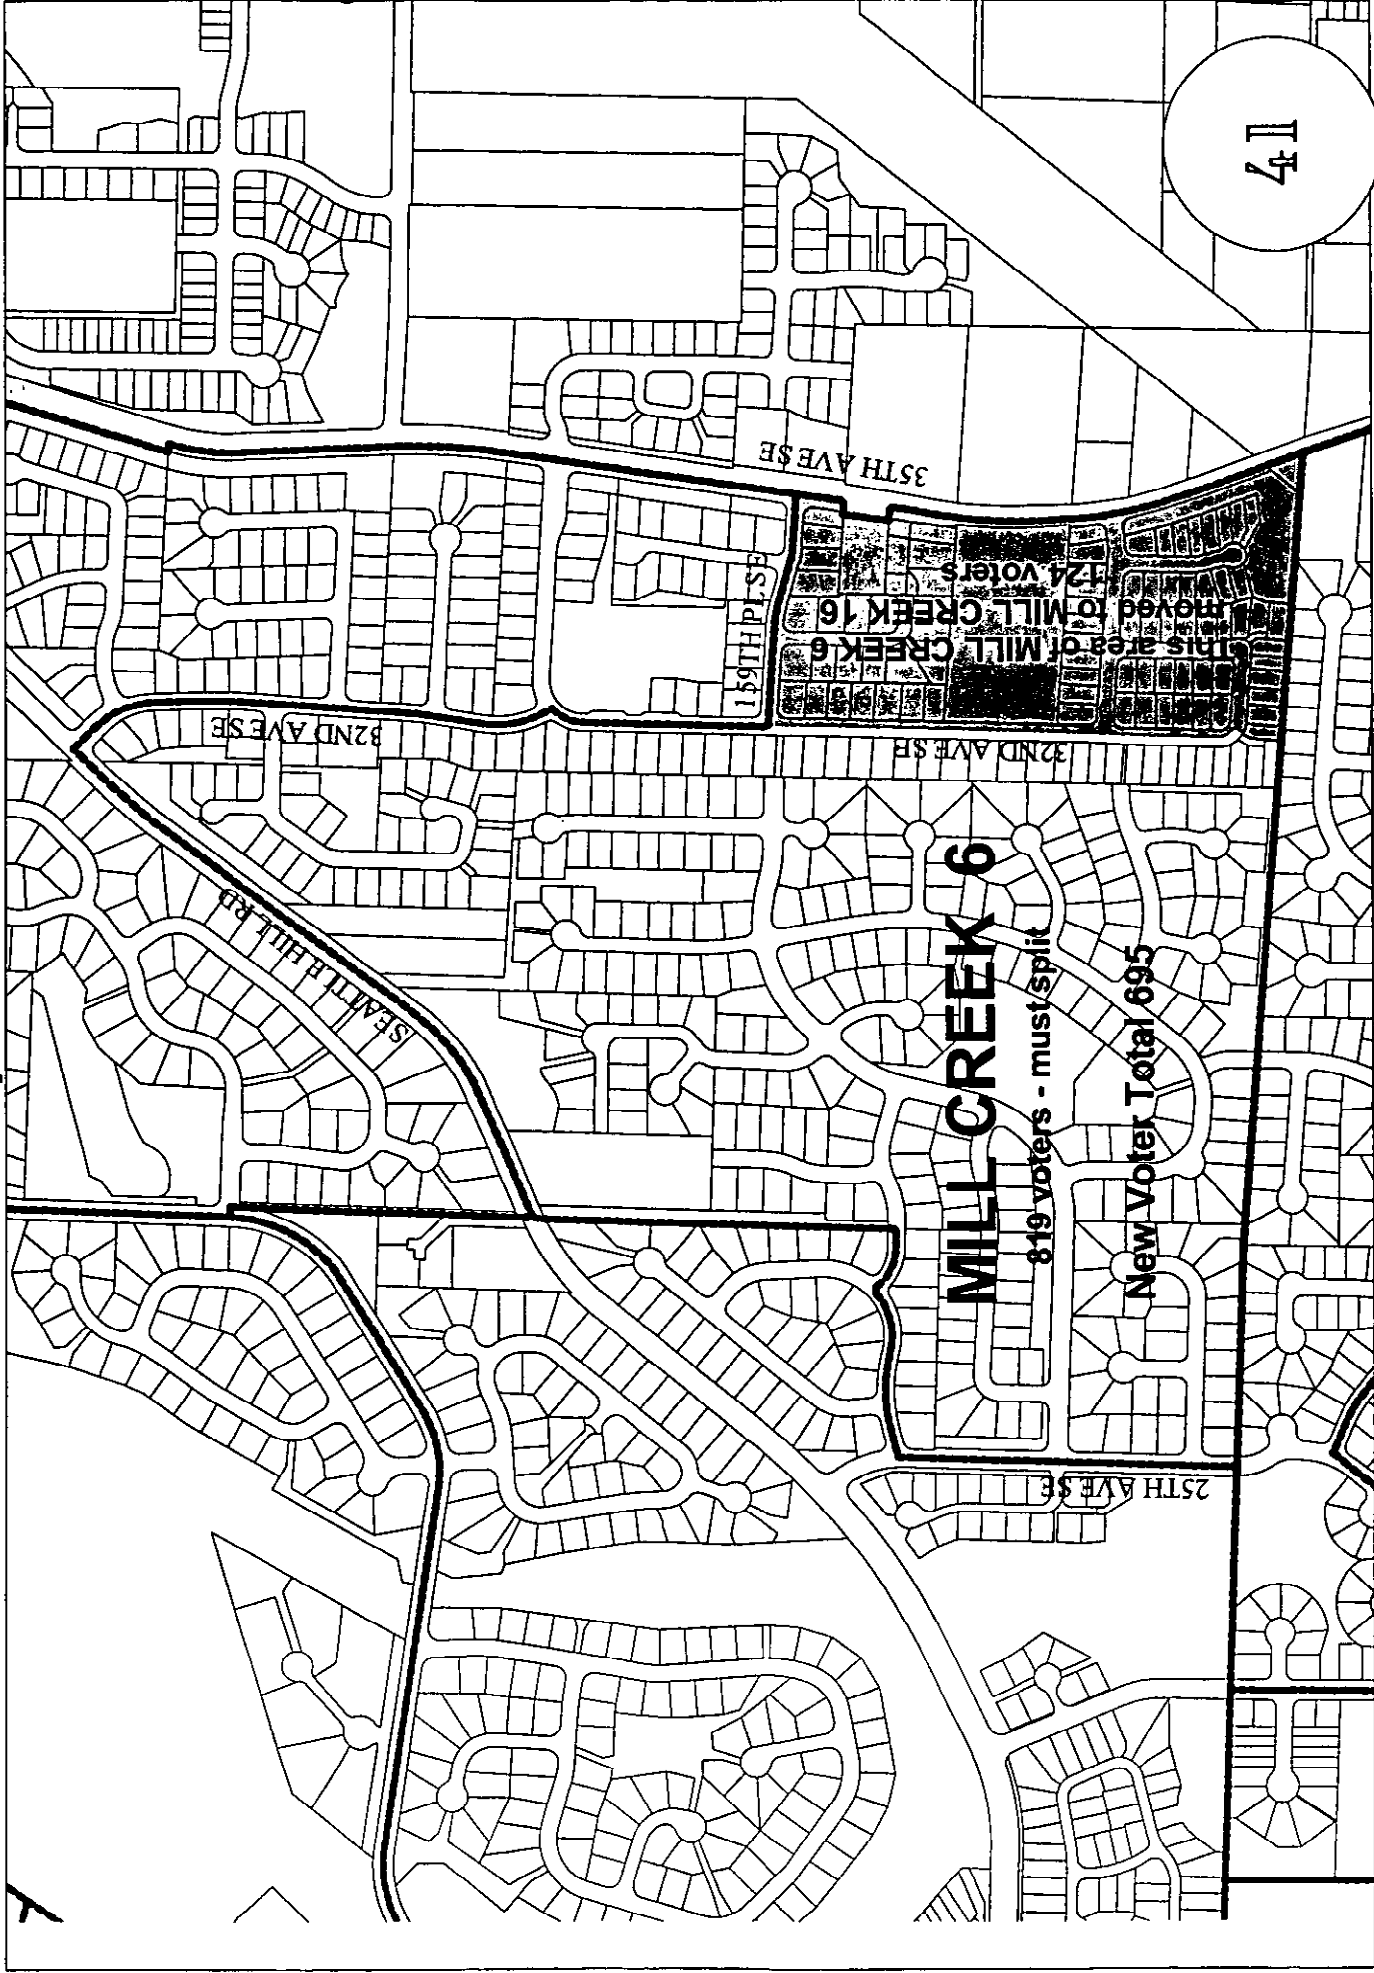 41
35TH AVE SE
159TH PL SE
This area of MILL CREEK 6
moved to MILL CREEK 16
124 voters
32ND AVE SE
32ND AVE SE
SEATTLE HILL RD
MILL CREEK 6
819 voters - must split
New Voter Total 695
25TH AVE SE